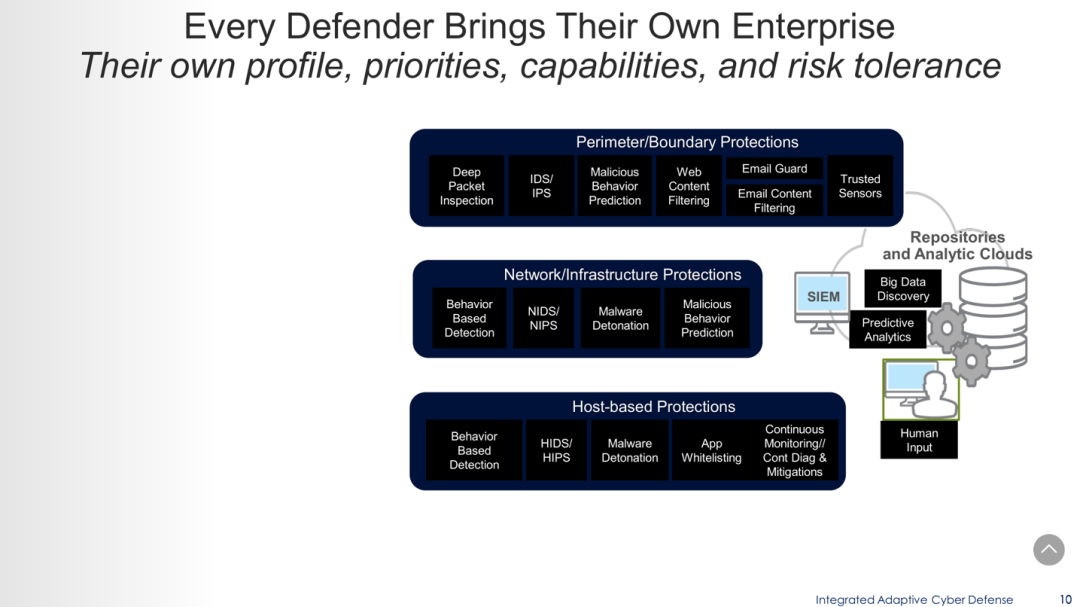 Every Defender Brings Their Own Enterprise
Their own profile, priorities, capabilities, and risk tolerance
Perimeter/Boundary Protections
Deep
Packet
Inspection
IDS/
IPS
Malicious
Behavior
Prediction
Web
Content
Filtering
Email Guard
Email Content
Filtering
Trusted
Sensors
Repositories
and Analytic Clouds
Network/Infrastructure Protections
Behavior
Based
Detection
NIDS/
NIPS
Malware
Detonation
Malicious
Behavior
Prediction
SIEM
Big Data
Discovery
Predictive
Analytics
Host-based Protections
Behavior
Based
Detection
HIDS/
HIPS
Malware
Detonation
App
Whitelisting
Continuous
Monitoring//
Cont Diag &
Mitigations
Human
Input
Integrated Adaptive Cyber Defense
10